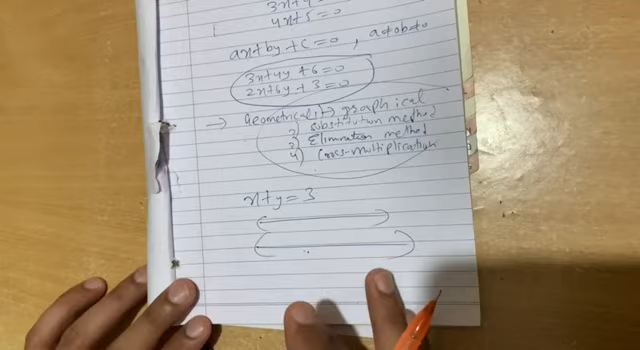 3x+4
4x+5=0
ax+by+c=0, a≠0 b≠0
3x+4y+6=0
2x+6y+3=0
→ Geometrical 1) graphical
2) substitution method
3) Elimination method
4) Cross-multiplication
x+y=3